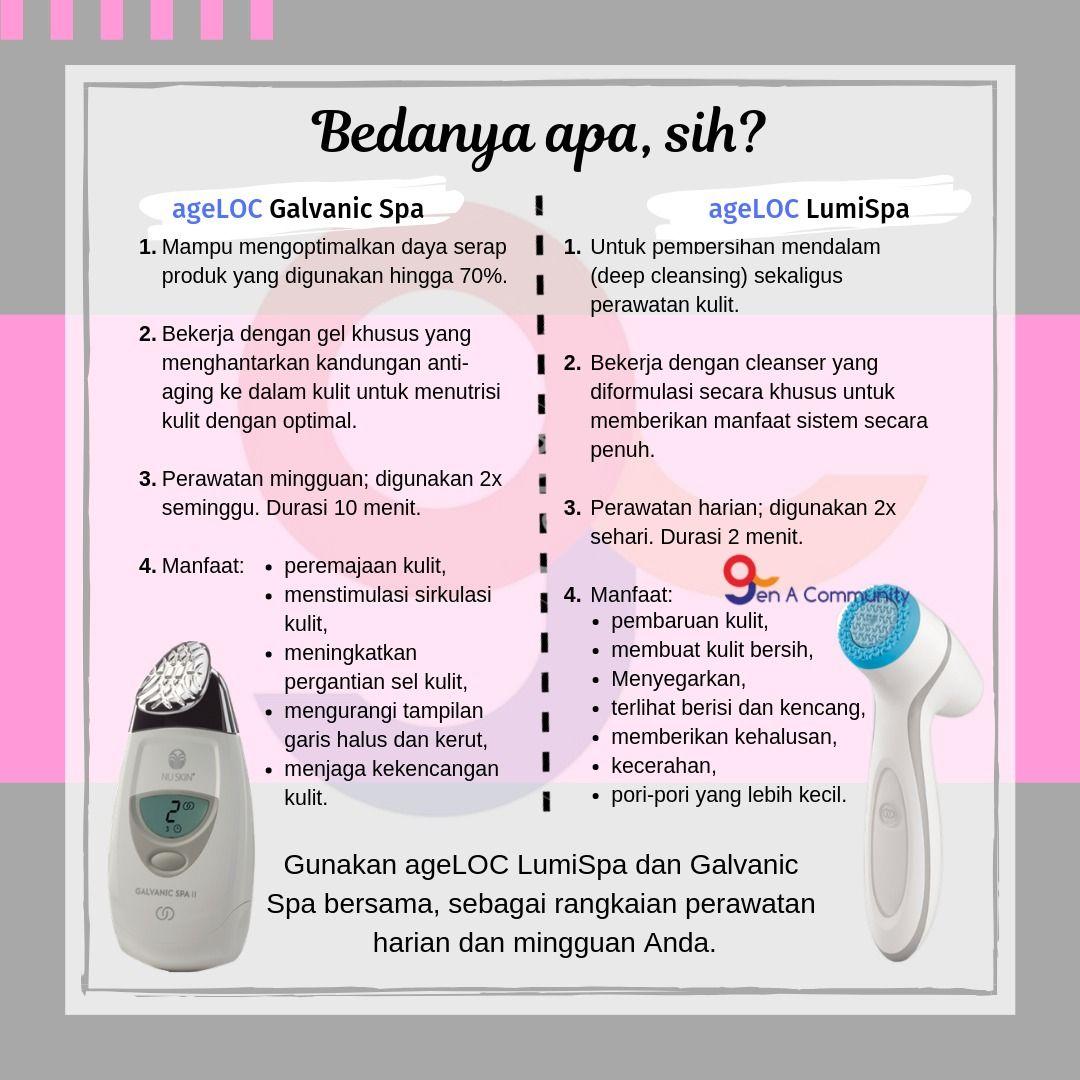 Bedanya apa, sih?
ageLOC Galvanic Spa
1. Mampu mengoptimalkan daya serap
produk yang digunakan hingga 70%.
2. Bekerja dengan gel khusus yang
menghantarkan kandungan anti-
aging ke dalam kulit untuk menutrisi
kulit dengan optimal.
3. Perawatan mingguan; digunakan 2x
seminggu. Durasi 10 menit.
4. Manfaat: • peremajaan kulit,
• menstimulasi sirkulasi
kulit,
• meningkatkan
pergantian sel kulit,
• mengurangi tampilan
garis halus dan kerut,
• menjaga kekencangan
kulit.
NU SKIN
2
3
GALVANIC SPA II
ageLOC LumiSpa
1. Untuk pembersihan mendalam
(deep cleansing) sekaligus
perawatan kulit.
2. Bekerja dengan cleanser yang
diformulasi secara khusus untuk
memberikan manfaat sistem secara
penuh.
3. Perawatan harian; digunakan 2x
sehari. Durasi 2 menit.
gen A Community
4. Manfaat:
• pembaruan kulit,
• membuat kulit bersih,
• Menyegarkan,
• terlihat berisi dan kencang,
• memberikan kehalusan,
• kecerahan,
• pori-pori yang lebih kecil.
Gunakan ageLOC LumiSpa dan Galvanic
Spa bersama, sebagai rangkaian perawatan
harian dan mingguan Anda.